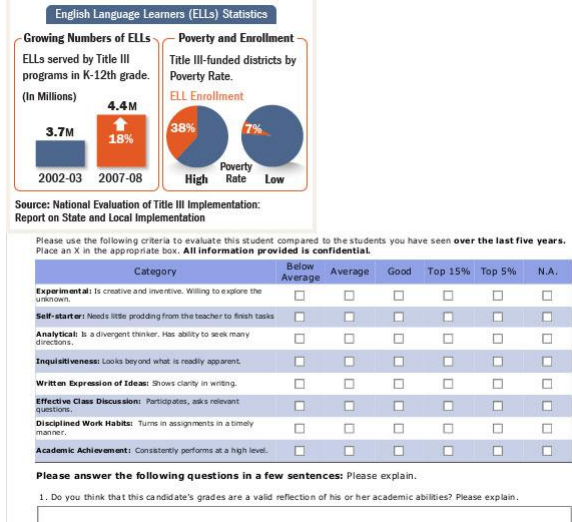 English Language Learners (ELLs) Statistics
Growing Numbers of ELLs
ELLs served by Title III
programs in K-12th grade.
(In Millions)
3.7M
4.4M
18%
2002-03
2007-08
Poverty and Enrollment
Title III-funded districts by
Poverty Rate.
ELL Enrollment
38%
7%
High
Poverty
Rate
Low
Source: National Evaluation of Title III Implementation:
Report on State and Local Implementation
Please use the following criteria to evaluate this student compared to the students you have seen over the last five years.
Place an X in the appropriate box. All information provided is confidential.
Category
Below
Average
Average
Good
Top 15%
Top 5%
N.A.
Experimental: Is creative and inventive. Willing to explore the
unknown.
Self-starter: Needs little prodding from the teacher to finish tasks
Analytical: Is a divergent thinker. Has ability to seek many
directions.
Inquisitiveness: Looks beyond what is readily apparent.
Written Expression of Ideas: Shows clarity in writing.
Effective Class Discussion: Participates, asks relevant
questions.
Disciplined Work Habits: Turns in assignments in a timely
manner.
Academic Achievement: Consistently performs at a high level.
Please answer the following questions in a few sentences: Please explain.
1. Do you think that this candidate's grades are a valid reflection of his or her academic abilities? Please explain.